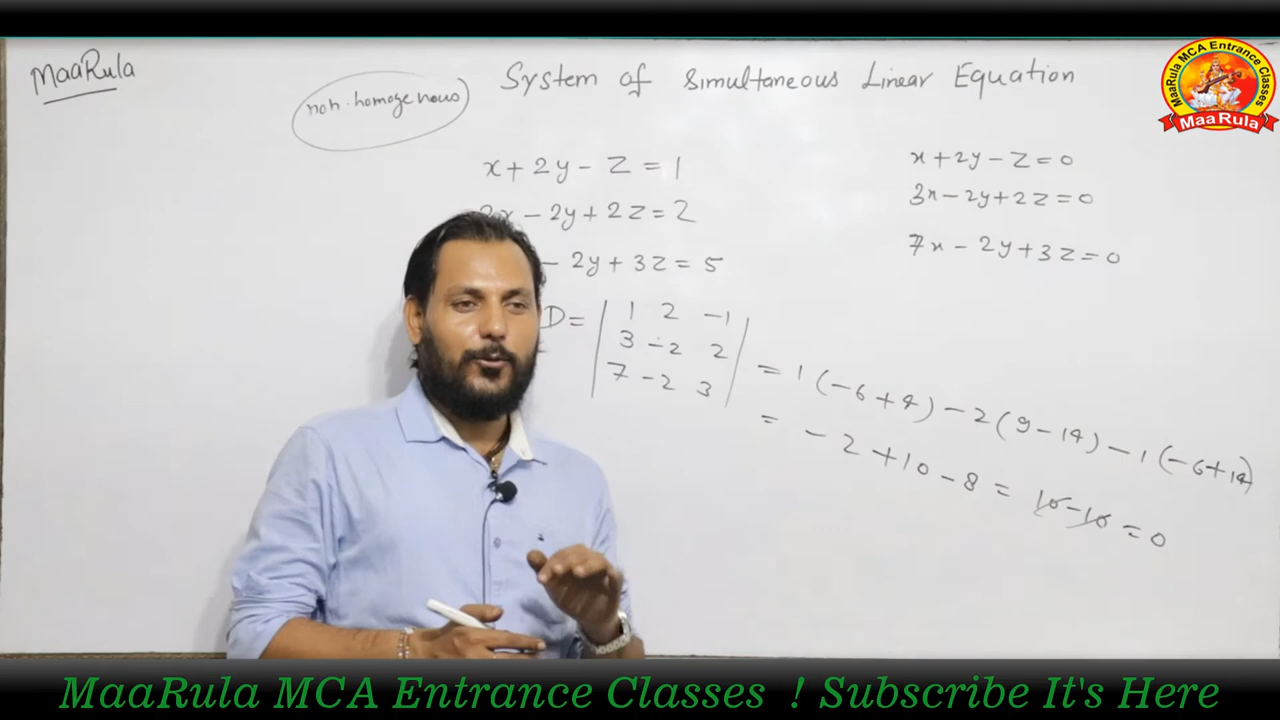 MaaRula
non-homogenous
System of simultaneous Linear Equation
x+2y-z=1
-2y+2z=2
-2y+3z=5
x+2y-z=0
3x-2y+2z=0
7x-2y+3z=0
D= | 1 2 -1 |
| 3 -2 2 |
| 7 -2 3 |
= 1(-6+4)-2(9-14)-1(-6+14)
= -2+10-8= 10-10=0
MaaRula MCA Entrance Classes
MaaRula
MaaRula MCA Entrance Classes ! Subscribe It's Here